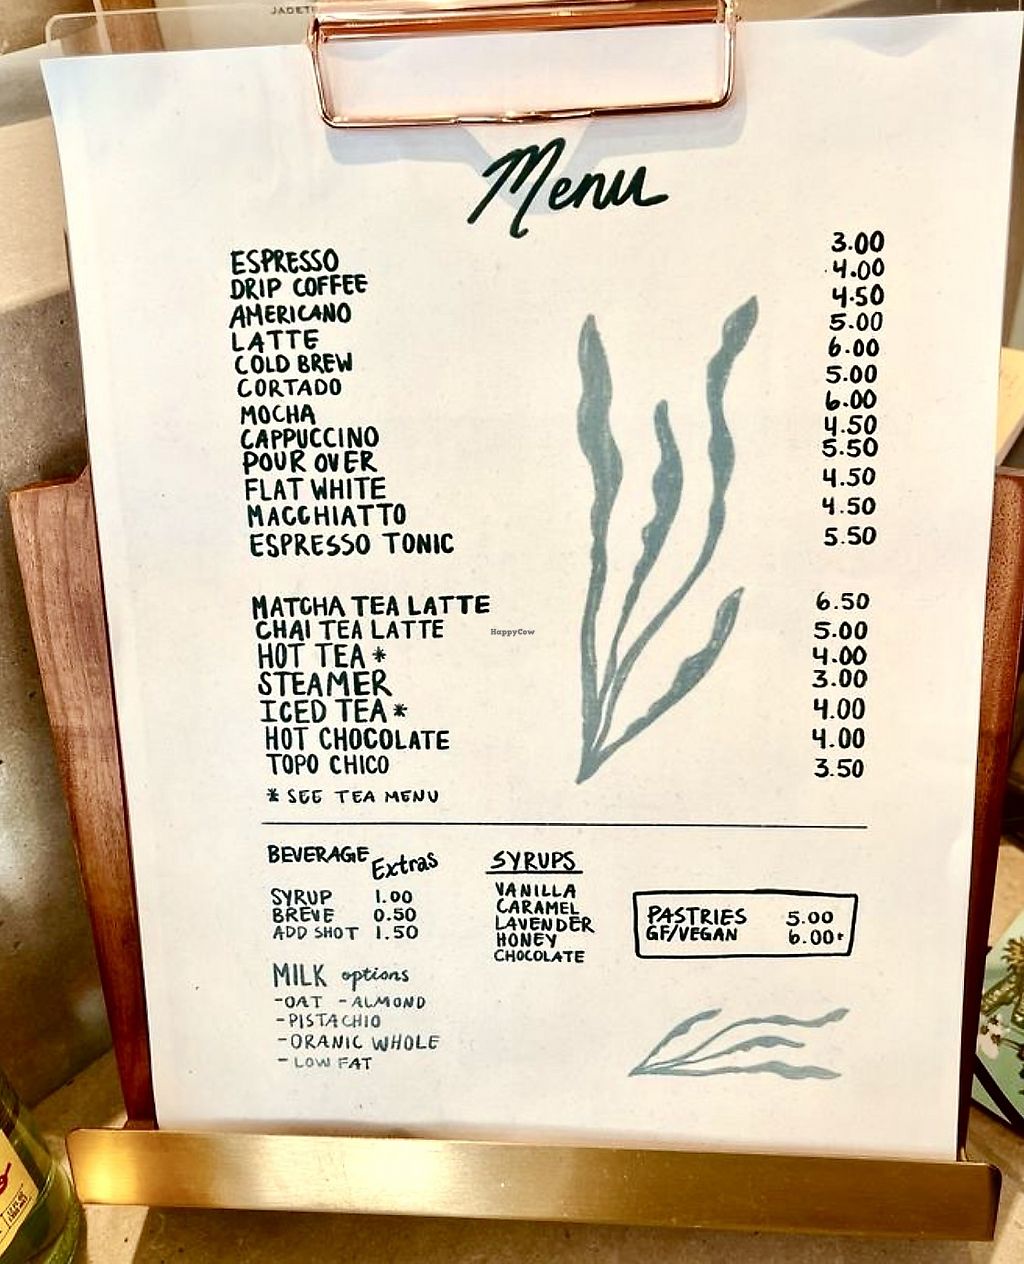 JADET
Menu
ESPRESSO 3.00
DRIP COFFEE 4.00
AMERICANO 4.50
LATTE 5.00
COLD BREW 6.00
CORTADO 5.00
MOCHA 6.00
CAPPUCCINO 4.50
POUR OVER 5.50
FLAT WHITE 4.50
MACCHIATTO 4.50
ESPRESSO TONIC 5.50
MATCHA TEA LATTE 6.50
CHAI TEA LATTE 5.00
HappyCow
HOT TEA * 4.00
STEAMER 3.00
ICED TEA * 4.00
HOT CHOCOLATE 4.00
TOPO CHICO 3.50
* SEE TEA MENU
BEVERAGE Extras
SYRUP 1.00
BREVE 0.50
ADD SHOT 1.50
MILK options
-OAT -ALMOND
-PISTACHIO
-ORANIC WHOLE
- LOW FAT
SYRUPS
VANILLA
CARAMEL
LAVENDER
HONEY
CHOCOLATE
PASTRIES 5.00
GF/VEGAN 6.00+